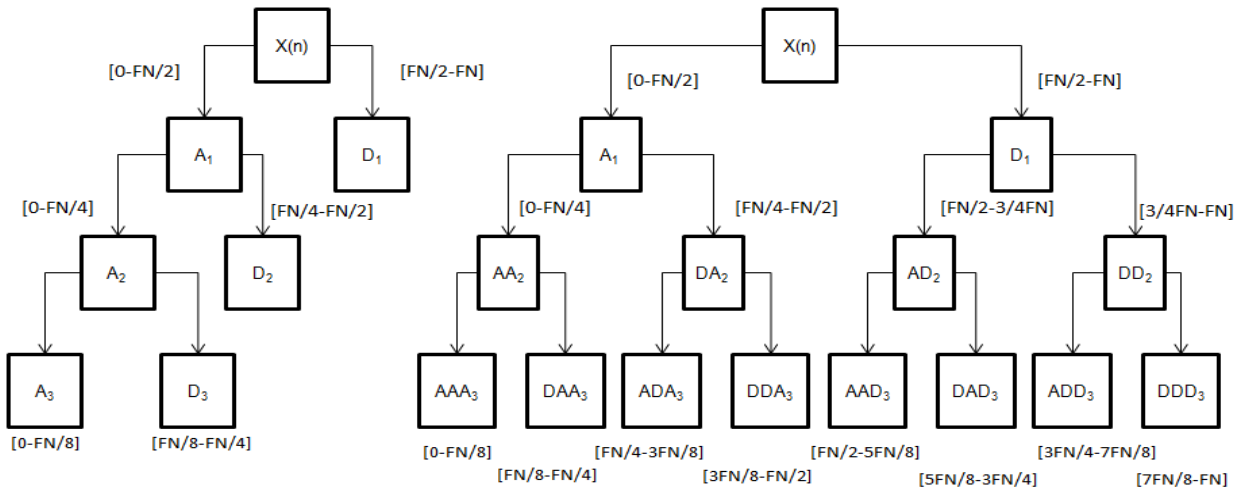 X(n)
X(n)
[0-FN/2]
[FN/2-FN]
[0-FN/2]
[FN/2-FN]
A₁
D₁
A₁
D₁
[0-FN/4]
[FN/4-FN/2]
[0-FN/4]
[FN/4-FN/2]
[FN/2-3/4FN]
[3/4FN-FN]
A₂
D₂
AA₂
DA₂
AD₂
DD₂
A₃
D₃
AAA₃
DAA₃
ADA₃
DDA₃
AAD₃
DAD₃
ADD₃
DDD₃
[0-FN/8]
[FN/8-FN/4]
[0-FN/8]
[FN/8-FN/4]
[FN/4-3FN/8]
[3FN/8-FN/2]
[FN/2-5FN/8]
[5FN/8-3FN/4]
[3FN/4-7FN/8]
[7FN/8-FN]